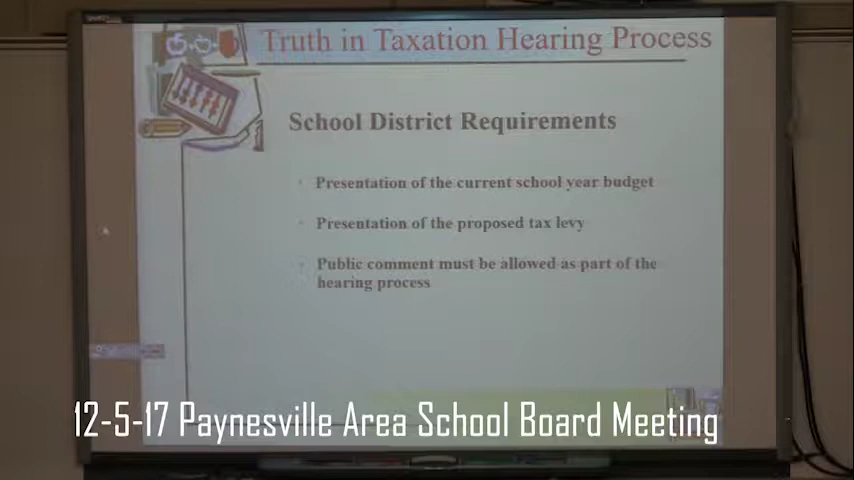 Truth in Taxation Hearing Process
School District Requirements
· Presentation of the current school year budget
· Presentation of the proposed tax levy
· Public comment must be allowed as part of the
hearing process
12-5-17 Paynesville Area School Board Meeting